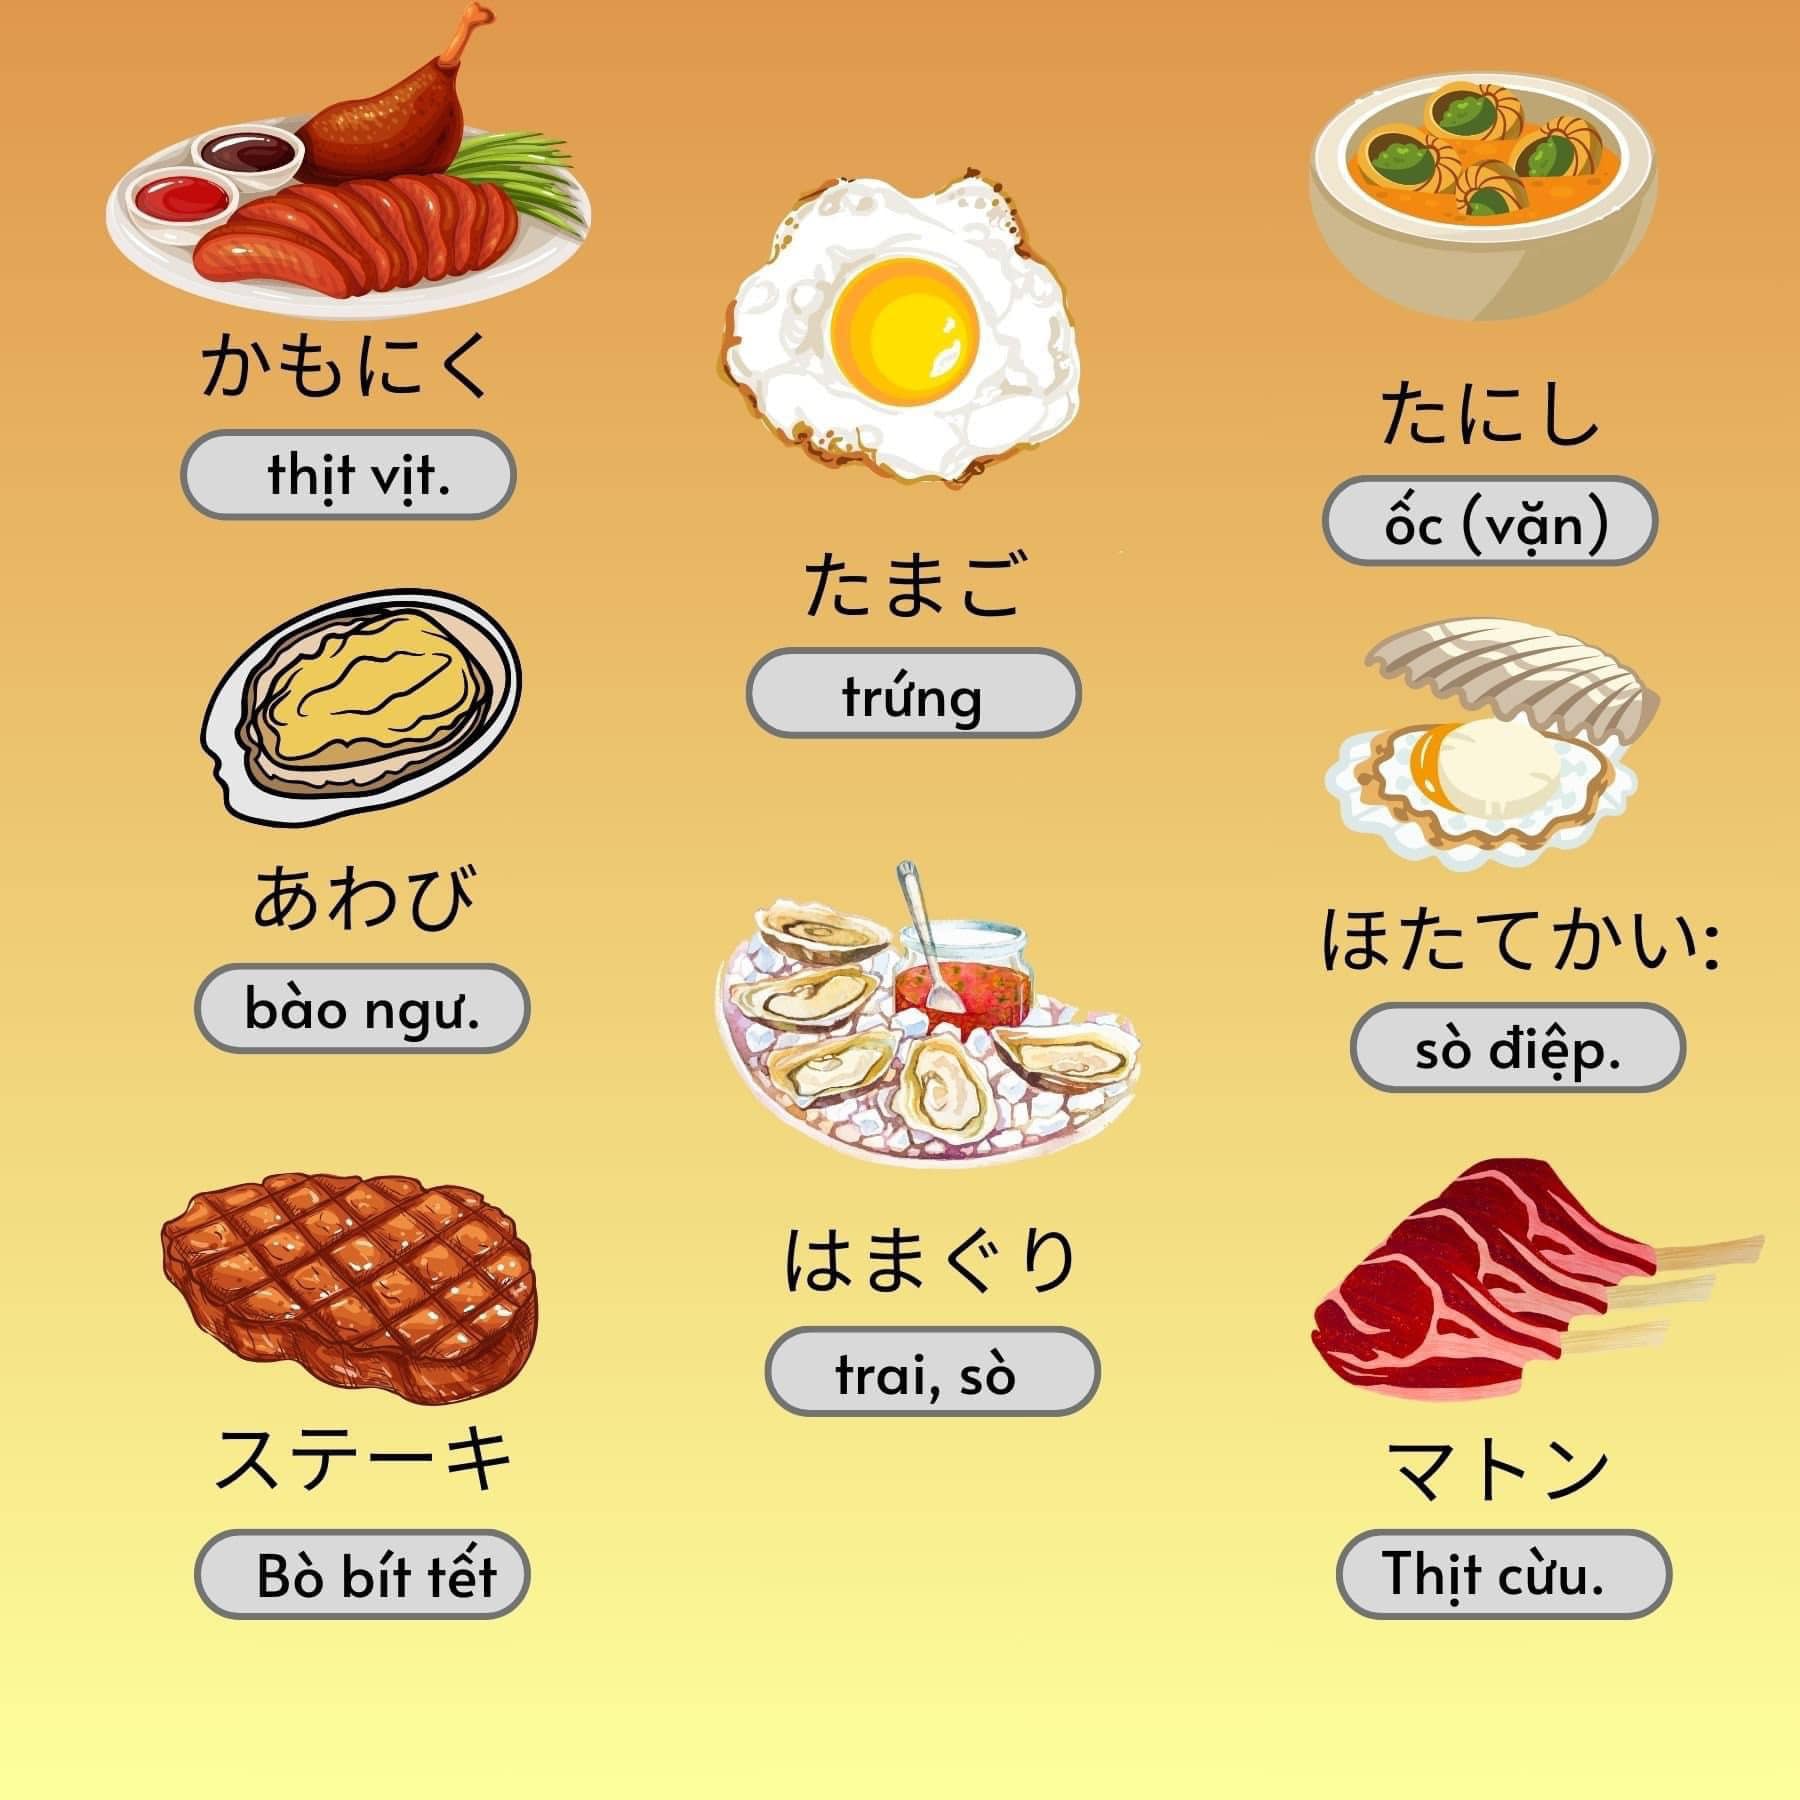 かもにく
thịt vịt.
たまご
trứng
たにし
ốc (vặn)
あわび
bào ngư.
はまぐり
trai, sò
ほたてかい:
sò điệp.
ステーキ
Bò bít tết
マトン
Thịt cừu.